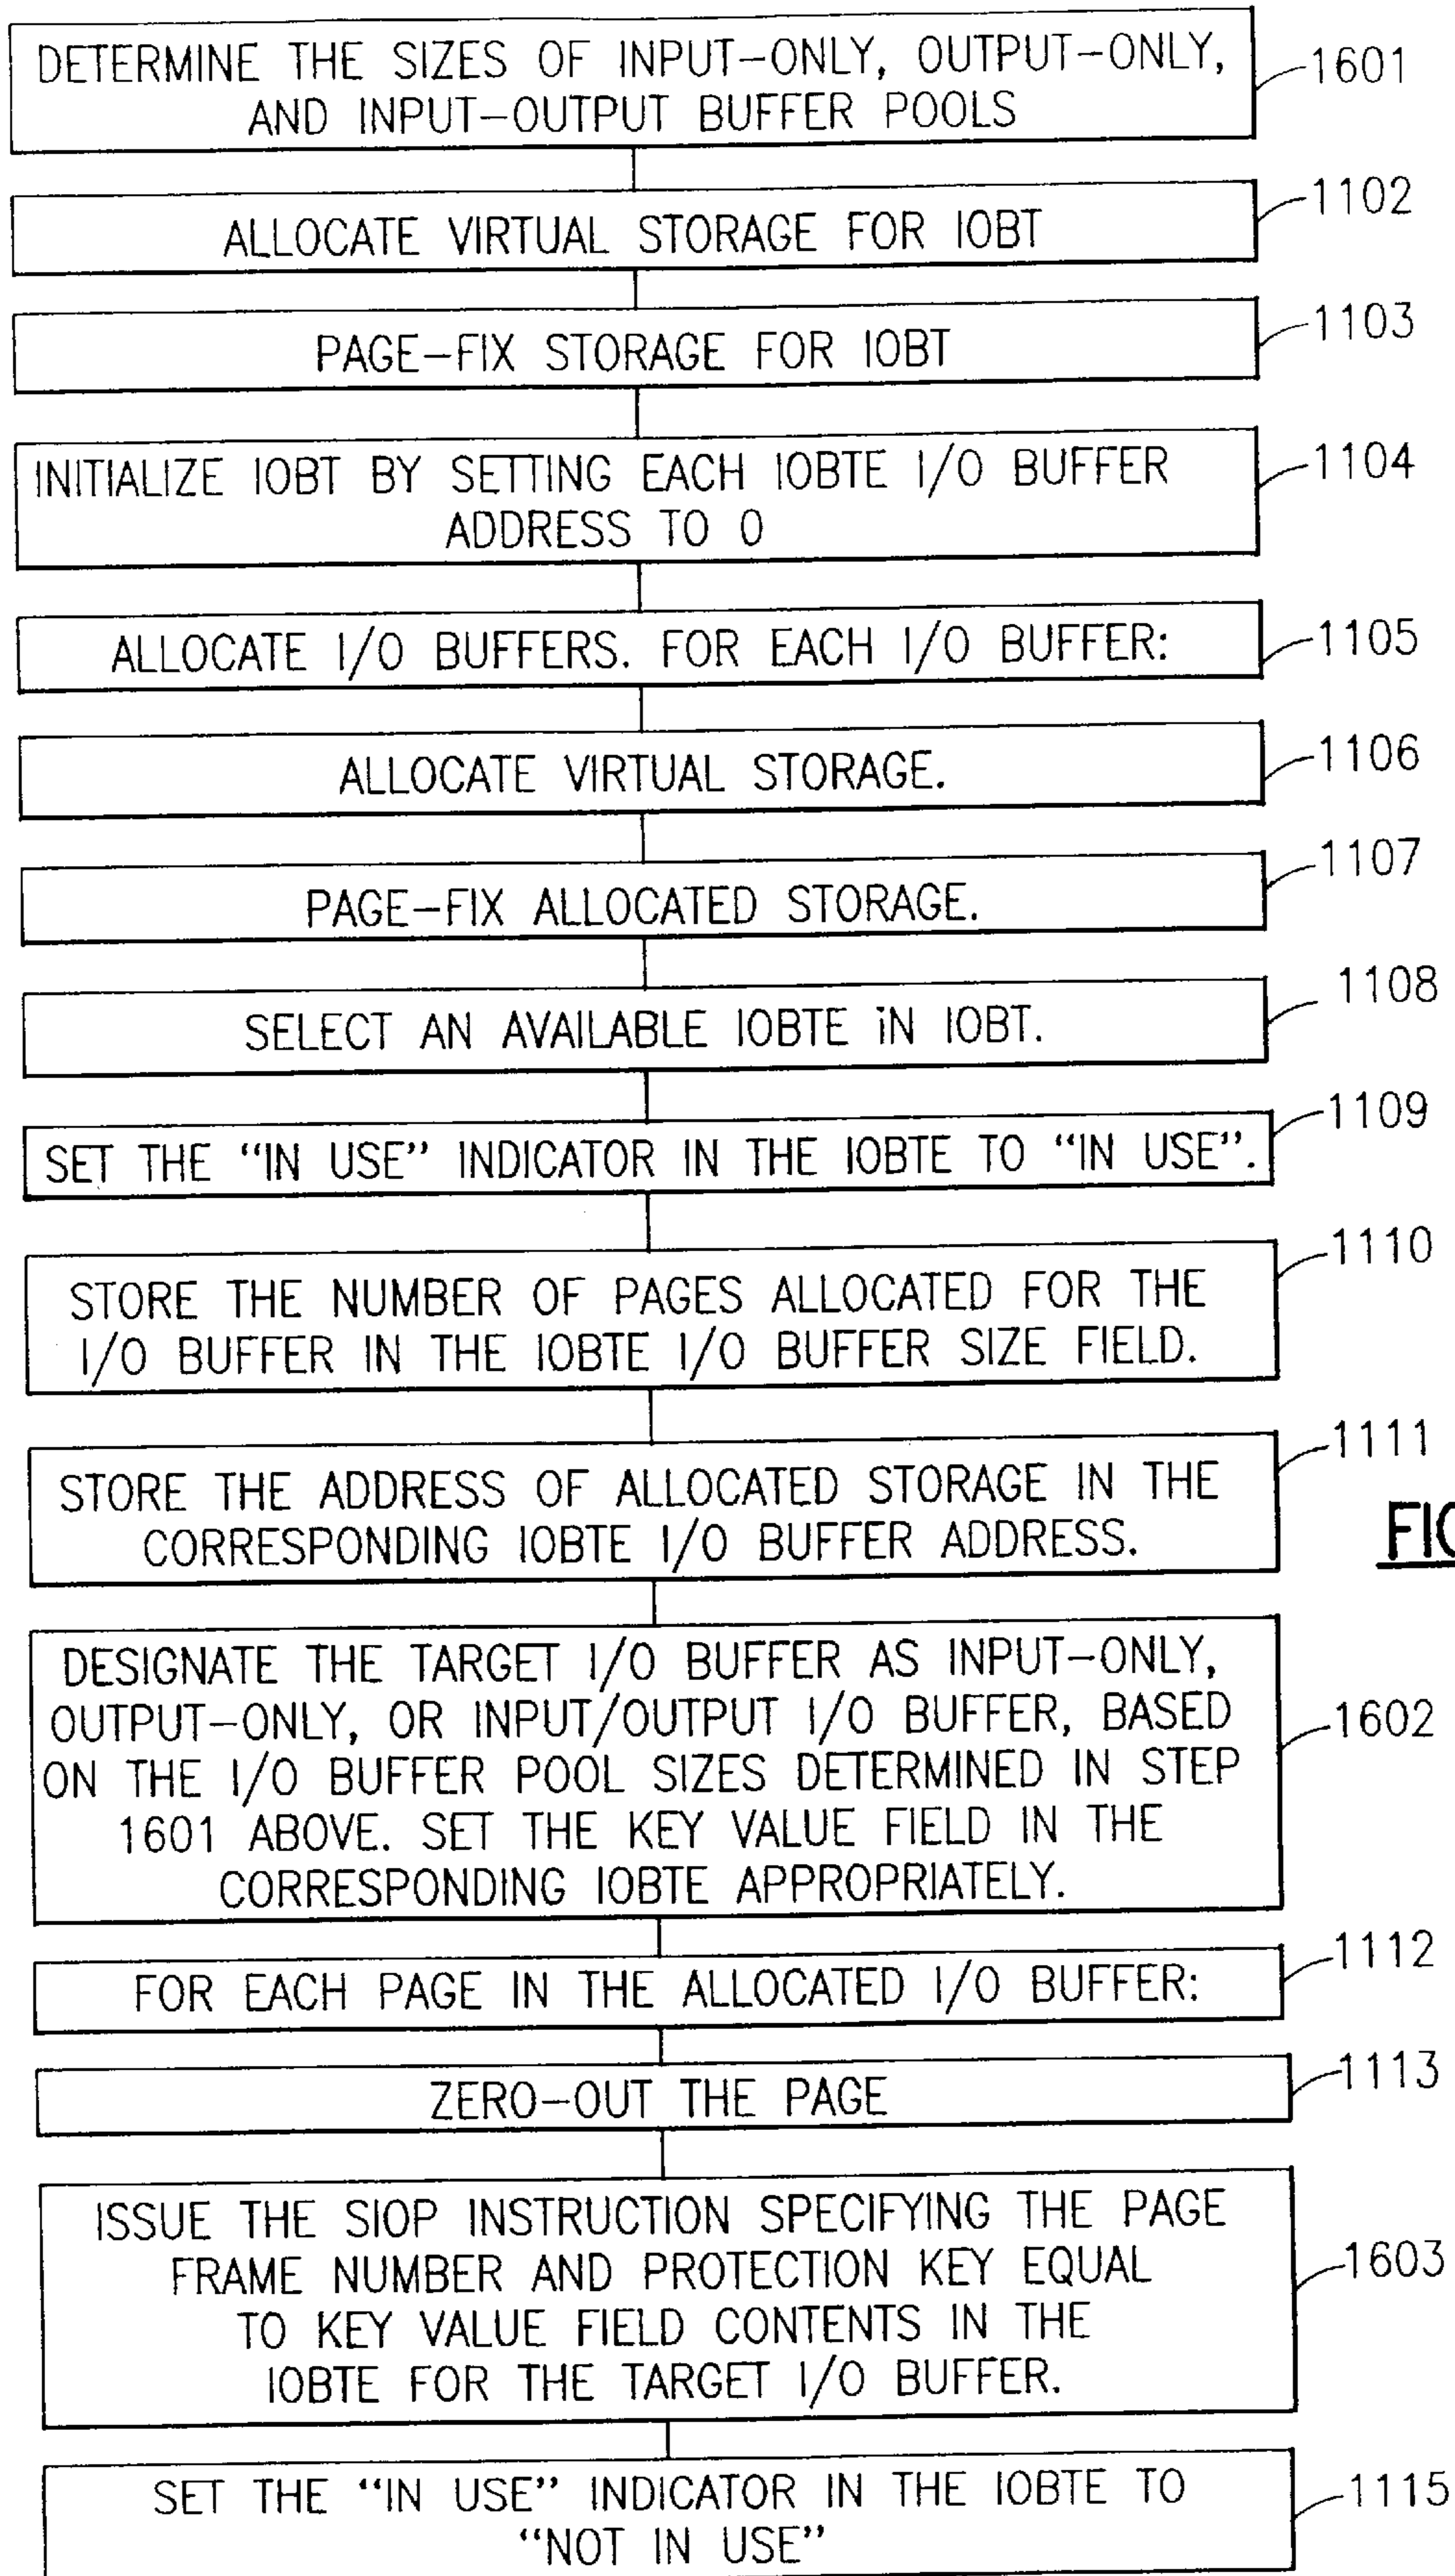 DETERMINE THE SIZES OF INPUT-ONLY, OUTPUT-ONLY,
AND INPUT-OUTPUT BUFFER POOLS
1601
ALLOCATE VIRTUAL STORAGE FOR IOBT
1102
PAGE-FIX STORAGE FOR IOBT
1103
INITIALIZE IOBT BY SETTING EACH IOBTE I/O BUFFER
ADDRESS TO 0
1104
ALLOCATE I/O BUFFERS. FOR EACH I/O BUFFER:
1105
ALLOCATE VIRTUAL STORAGE.
1106
PAGE-FIX ALLOCATED STORAGE.
1107
SELECT AN AVAILABLE IOBTE IN IOBT.
1108
SET THE "IN USE" INDICATOR IN THE IOBTE TO "IN USE".
1109
STORE THE NUMBER OF PAGES ALLOCATED FOR THE
I/O BUFFER IN THE IOBTE I/O BUFFER SIZE FIELD.
1110
STORE THE ADDRESS OF ALLOCATED STORAGE IN THE
CORRESPONDING IOBTE I/O BUFFER ADDRESS.
1111
FIG
DESIGNATE THE TARGET I/O BUFFER AS INPUT-ONLY,
OUTPUT-ONLY, OR INPUT/OUTPUT I/O BUFFER, BASED
ON THE I/O BUFFER POOL SIZES DETERMINED IN STEP
1601 ABOVE. SET THE KEY VALUE FIELD IN THE
CORRESPONDING IOBTE APPROPRIATELY.
1602
FOR EACH PAGE IN THE ALLOCATED I/O BUFFER:
1112
ZERO-OUT THE PAGE
1113
ISSUE THE SIOP INSTRUCTION SPECIFYING THE PAGE
FRAME NUMBER AND PROTECTION KEY EQUAL
TO KEY VALUE FIELD CONTENTS IN THE
IOBTE FOR THE TARGET I/O BUFFER.
1603
SET THE "IN USE" INDICATOR IN THE IOBTE TO
"NOT IN USE"
1115